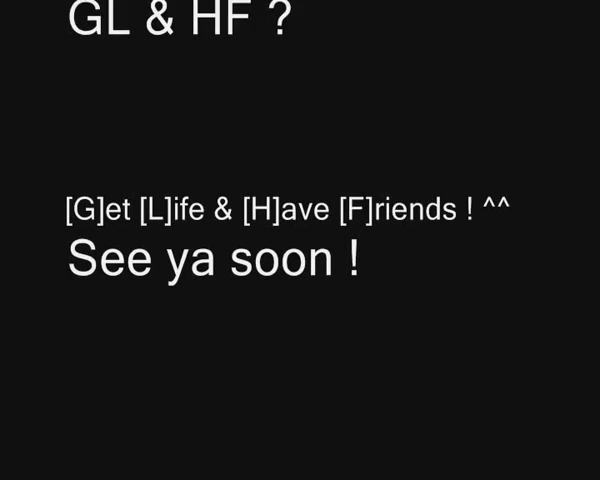 GL & HF ?
[G]et [L]ife & [H]ave [F]riends ! ^^
See ya soon !